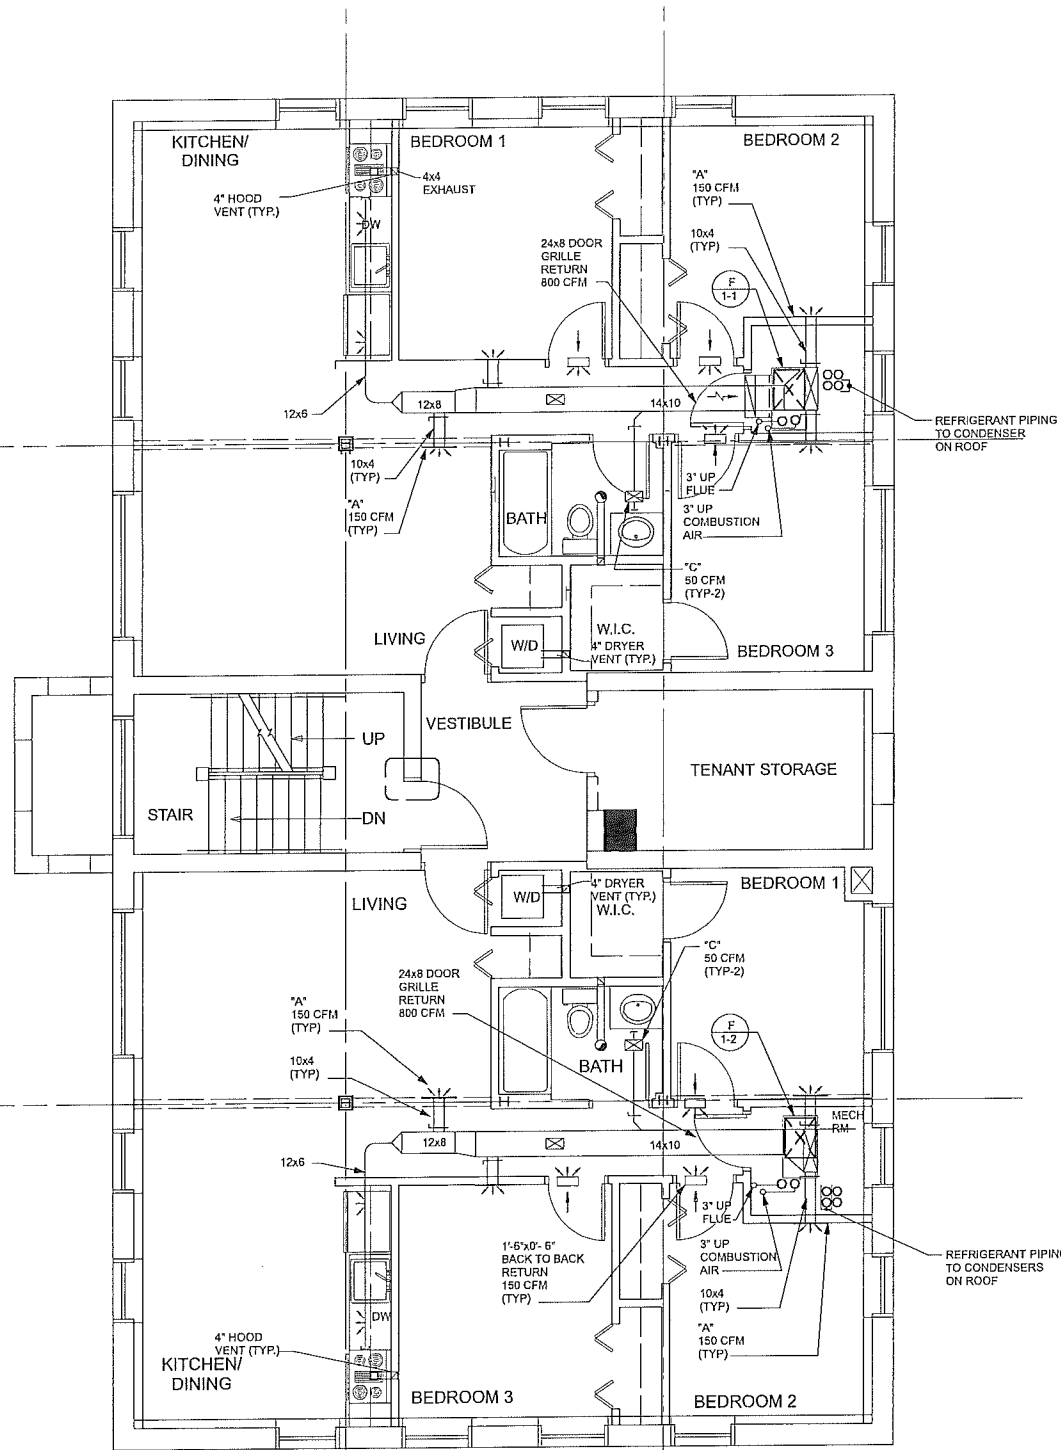 KITCHEN/
DINING
BEDROOM 1
BEDROOM 2
4" HOOD
VENT (TYP.)
4x4
EXHAUST
DW
"A"
150 CFM
(TYP)
10x4
(TYP)
24x8 DOOR
GRILLE
RETURN
800 CFM
F
1-1
12x6
12x8
14x10
REFRIGERANT PIPING
TO CONDENSER
ON ROOF
10x4
(TYP)
"A"
150 CFM
(TYP)
3" UP
FLUE
3" UP
COMBUSTION
AIR
BATH
"C"
50 CFM
(TYP-2)
LIVING
W/D
W.I.C.
4" DRYER
VENT (TYP.)
BEDROOM 3
VESTIBULE
UP
TENANT STORAGE
STAIR
DN
LIVING
W/D
4" DRYER
VENT (TYP.)
W.I.C.
BEDROOM 1
24x8 DOOR
GRILLE
RETURN
800 CFM
"C"
50 CFM
(TYP-2)
"A"
150 CFM
(TYP)
10x4
(TYP)
F
1-2
BATH
MECH
RM
12x6
12x8
14x10
3" UP
FLUE
3" UP
COMBUSTION
AIR
1'-6"x0'- 6"
BACK TO BACK
RETURN
150 CFM
(TYP)
REFRIGERANT PIPING
TO CONDENSERS
ON ROOF
10x4
(TYP)
"A"
150 CFM
(TYP)
DW
4" HOOD
VENT (TYP.)
KITCHEN/
DINING
BEDROOM 3
BEDROOM 2